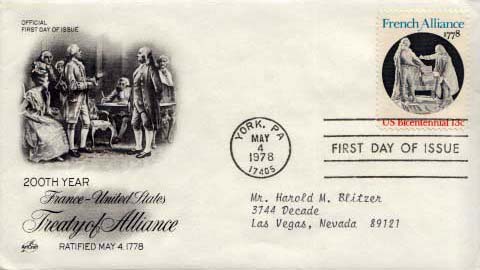 OFFICIAL
FIRST DAY OF ISSUE
French Alliance
1778
US Bicentennial 13c
YORK, PA
MAY
4
1978
17405
FIRST DAY OF ISSUE
200TH YEAR
France-United States
Treaty of Alliance
RATIFIED MAY 4, 1778
ArtCraft
Mr. Harold M. Blitzer
3744 Decade
Las Vegas, Nevada 89121